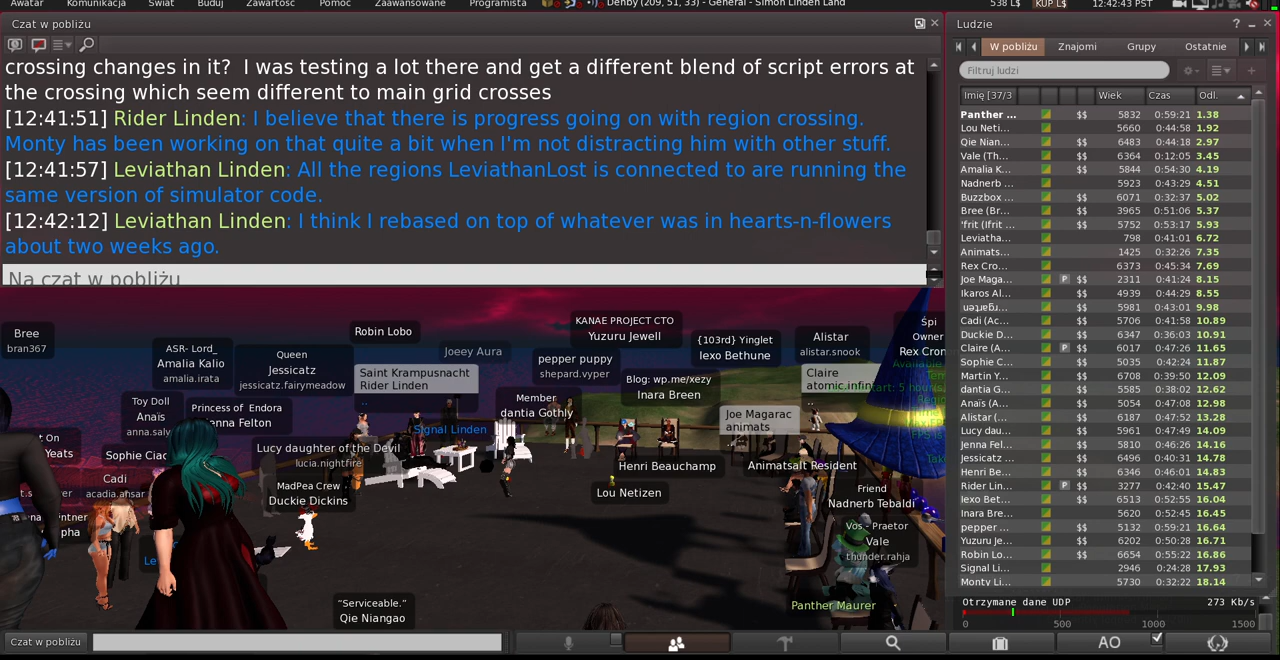 Awatar Komunikacja Świat Buduj Zawartość Pomoc Zaawansowane Programista Denby (209, 51, 33) - General - Simon Linden Land 538 L$ KUP L$ 12:42:43 PST
Czat w pobliżu
crossing changes in it?  I was testing a lot there and get a different blend of script errors at
the crossing which seem different to main grid crosses
[12:41:51] Rider Linden: I believe that there is progress going on with region crossing.
Monty has been working on that quite a bit when I'm not distracting him with other stuff.
[12:41:57] Leviathan Linden: All the regions LeviathanLost is connected to are running the
same version of simulator code.
[12:42:12] Leviathan Linden: I think I rebased on top of whatever was in hearts-n-flowers
about two weeks ago.
Na czat w pobliżu
Ludzie
W pobliżu Znajomi Grupy Ostatnie
Filtruj ludzi
Imię [37/3 Wiek Czas Odl.
Panther ... $$ 5832 0:59:21 1.38
Lou Neti... 5660 0:44:58 1.92
Qie Nian... $$ 6483 0:44:18 2.97
Vale (Th... $$ 6364 0:12:05 3.45
Amalia K... $$ 5844 0:54:30 4.19
Nadnerb ... 5923 0:43:29 4.51
Buzzbox ... $$ 6071 0:32:37 5.02
Bree (Br... $$ 3965 0:51:06 5.37
'frit (Ifrit ... $$ 5752 0:53:17 5.93
Leviatha... 798 0:41:01 6.72
Animats... 1425 0:32:26 7.35
Rex Cro... 6373 0:45:34 7.69
Joe Maga... P $$ 2311 0:41:24 8.15
Ikaros Al... $$ 4939 0:44:29 8.55
$$ 5981 0:43:01 9.98
Cadi (Ac... $$ 5706 0:41:58 10.89
Duckie D... $$ 6347 0:36:03 10.91
Claire (A... P $$ 6017 0:47:26 11.65
Sophie C... $$ 5035 0:42:24 11.87
Martin Y... $$ 6708 0:39:50 12.09
dantia G... $$ 5585 0:38:02 12.62
Anaïs (A... $$ 5054 0:47:08 12.98
Alistar (... $$ 6187 0:47:52 13.28
Lucy dau... $$ 5961 0:47:49 14.09
Jenna Fel... $$ 5810 0:46:26 14.16
Jessicatz ... $$ 6496 0:40:31 14.78
Henri Be... $$ 6346 0:46:01 14.83
Rider Lin... P $$ 3277 0:42:40 15.47
Iexo Bet... $$ 6513 0:52:55 16.04
Inara Bre... 5620 0:52:45 16.45
pepper ... $$ 5132 0:59:21 16.64
Yuzuru Je... $$ 6202 0:50:28 16.71
Robin Lo... $$ 6654 0:55:22 16.86
Signal Li... 2946 0:24:28 17.93
Monty Li... 5730 0:32:22 18.14
Otrzymane dane UDP 273 Kb/s
0 500 1000 1500
Bree
bran367
ASR- Lord_
Amalia Kalio
amalia.irata
Queen
Jessicatz
jessicatz.fairymeadow
Robin Lobo
Joeey Aura
Saint Krampusnacht
Rider Linden
KANAE PROJECT CTO
Yuzuru Jewell
pepper puppy
shepard.vyper
{103rd} Yinglet
Iexo Bethune
Alistar
alistar.snook
Śpi
Owner
Rex Cron
Blog: wp.me/xezy
Inara Breen
Claire
atomic.infin
Toy Doll
Anaïs
anna.saly
Princess of Endora
Jenna Felton
Member
dantia Gothly
Signal Linden
Joe Magarac
animats
t On
Yeats
Sophie Ciac
Lucy daughter of the Devil
lucia.nightfire
Henri Beauchamp
Animatsalt Resident
Cadi
acadia.ansar
MadPea Crew
Duckie Dickins
Lou Netizen
Friend
Nadnerb Tebaldi
Vos - Praetor
Vale
thunder.rahja
Panther Maurer
"Serviceable."
Qie Niangao
Czat w pobliżu AO